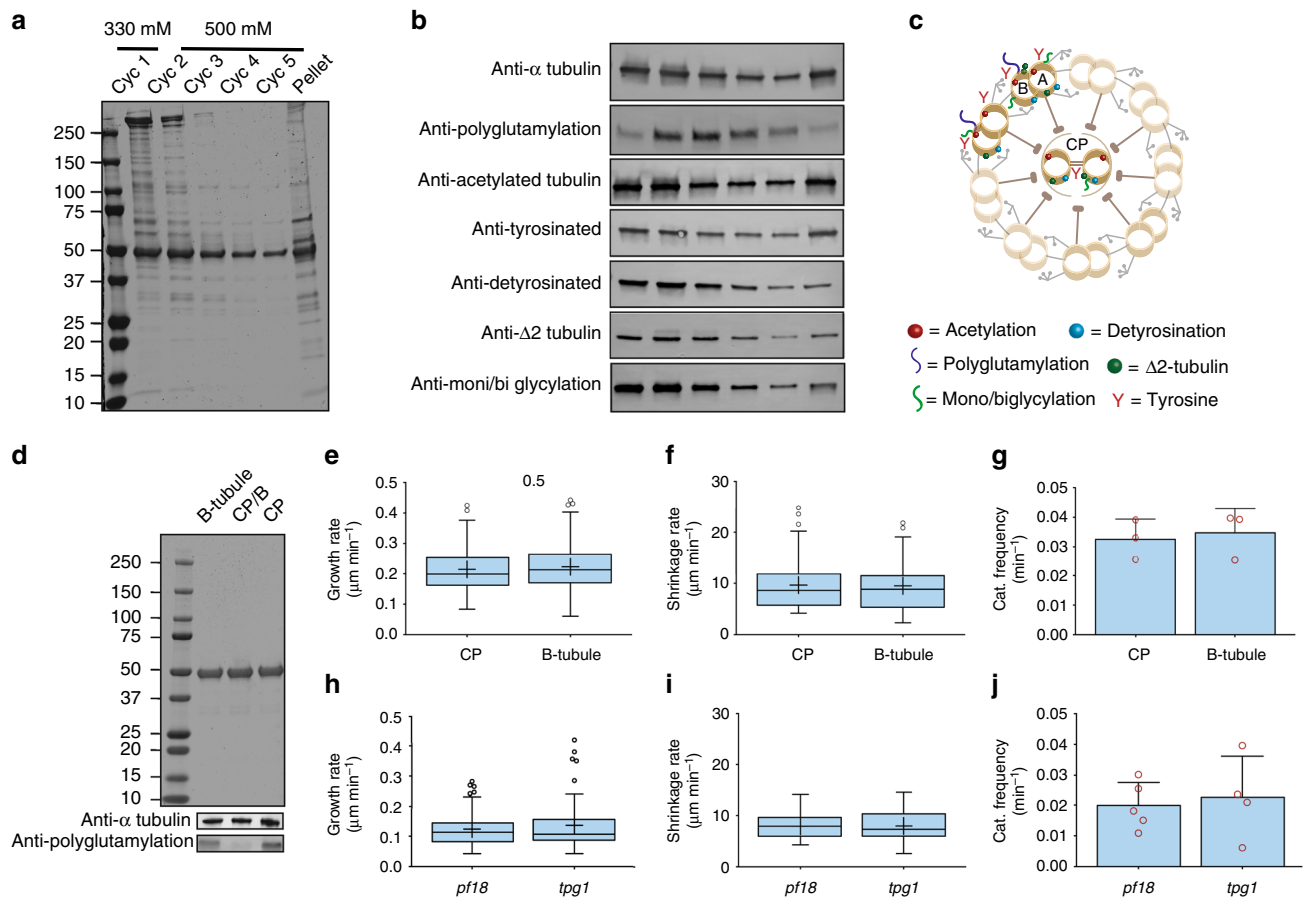 a
330 mM
500 mM
Cyc 1
Cyc 2
Cyc 3
Cyc 4
Cyc 5
Pellet
250
150
100
75
50
37
25
20
15
10
b
Anti-α tubulin
Anti-polyglutamylation
Anti-acetylated tubulin
Anti-tyrosinated
Anti-detyrosinated
Anti-Δ2 tubulin
Anti-moni/bi glycylation
c
Y
Y
B
A
Y
Y
CP
Y
= Acetylation
= Detyrosination
= Polyglutamylation
= Δ2-tubulin
= Mono/biglycylation
Y = Tyrosine
d
B-tubule
CP/B
CP
250
150
100
75
50
37
25
20
15
10
Anti-α tubulin
Anti-polyglutamylation
e
0.5
Growth rate
(µm min⁻¹)
0.5
0.4
0.3
0.2
0.1
0.0
CP
B-tubule
f
Shrinkage rate
(µm min⁻¹)
30
20
10
0
CP
B-tubule
g
Cat. frequency
(min⁻¹)
0.05
0.04
0.03
0.02
0.01
0.00
CP
B-tubule
h
Growth rate
(µm min⁻¹)
0.5
0.4
0.3
0.2
0.1
0.0
pf18
tpg1
i
Shrinkage rate
(µm min⁻¹)
30
20
10
0
pf18
tpg1
j
Cat. frequency
(min⁻¹)
0.05
0.04
0.03
0.02
0.01
0.00
pf18
tpg1